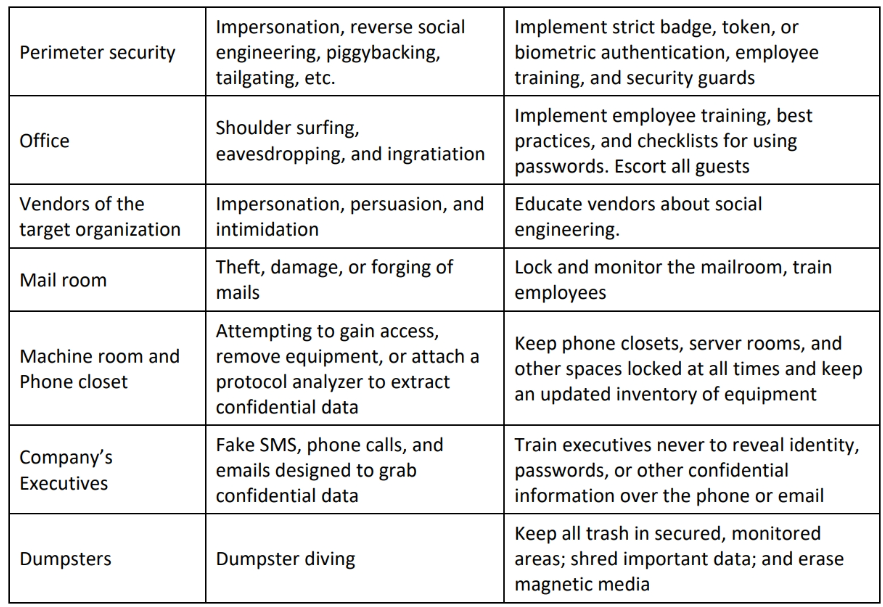 Perimeter security
Impersonation, reverse social
engineering, piggybacking,
tailgating, etc.
Implement strict badge, token, or
biometric authentication, employee
training, and security guards
Office
Shoulder surfing,
eavesdropping, and ingratiation
Implement employee training, best
practices, and checklists for using
passwords. Escort all guests
Vendors of the
target organization
Impersonation, persuasion, and
intimidation
Educate vendors about social
engineering.
Mail room
Theft, damage, or forging of
mails
Lock and monitor the mailroom, train
employees
Machine room and
Phone closet
Attempting to gain access,
remove equipment, or attach a
protocol analyzer to extract
confidential data
Keep phone closets, server rooms, and
other spaces locked at all times and keep
an updated inventory of equipment
Company’s
Executives
Fake SMS, phone calls, and
emails designed to grab
confidential data
Train executives never to reveal identity,
passwords, or other confidential
information over the phone or email
Dumpsters
Dumpster diving
Keep all trash in secured, monitored
areas; shred important data; and erase
magnetic media